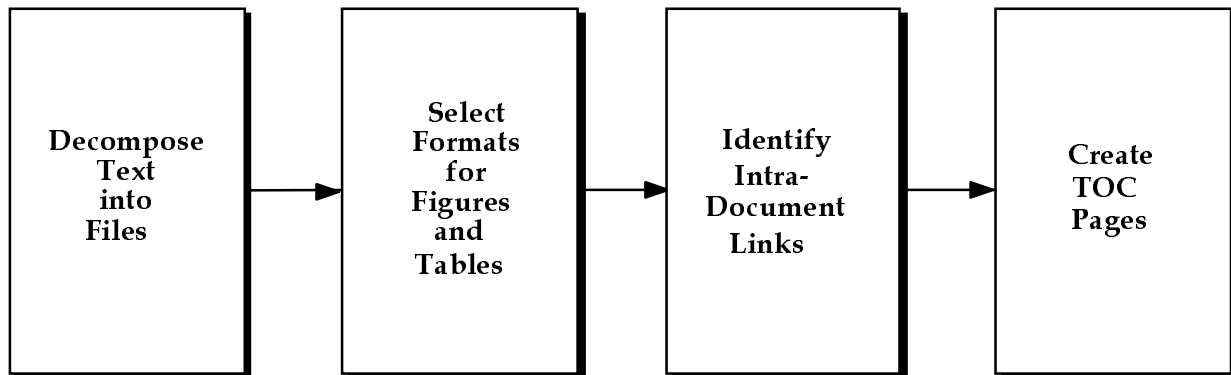 Decompose
Text
into
Files
Select
Formats
for
Figures
and
Tables
Identify
Intra-
Document
Links
Create
TOC
Pages